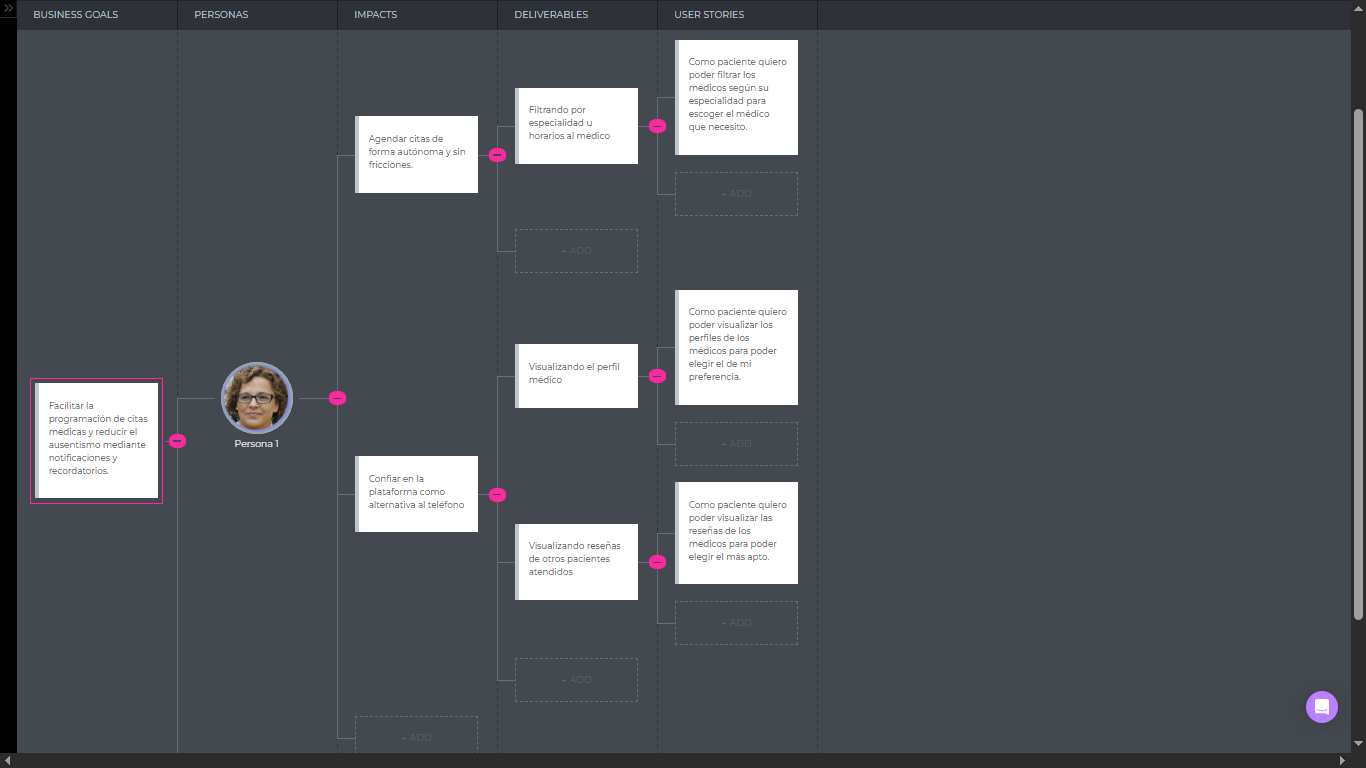 BUSINESS GOALS
PERSONAS
IMPACTS
DELIVERABLES
USER STORIES
Facilitar la
programación de citas
médicas y reducir el
ausentismo mediante
notificaciones y
recordatorios.
Persona 1
Agendar citas de
forma autónoma y sin
fricciones.
Filtrando por
especialidad u
horarios al médico
Como paciente quiero
poder filtrar los
médicos según su
especialidad para
escoger el médico
que necesito.
+ ADD
+ ADD
Confiar en la
plataforma como
alternativa al teléfono
Visualizando el perfil
médico
Como paciente quiero
poder visualizar los
perfiles de los
médicos para poder
elegir el de mi
preferencia.
+ ADD
Visualizando reseñas
de otros pacientes
atendidos
Como paciente quiero
poder visualizar las
reseñas de los
médicos para poder
elegir el más apto.
+ ADD
+ ADD
+ ADD